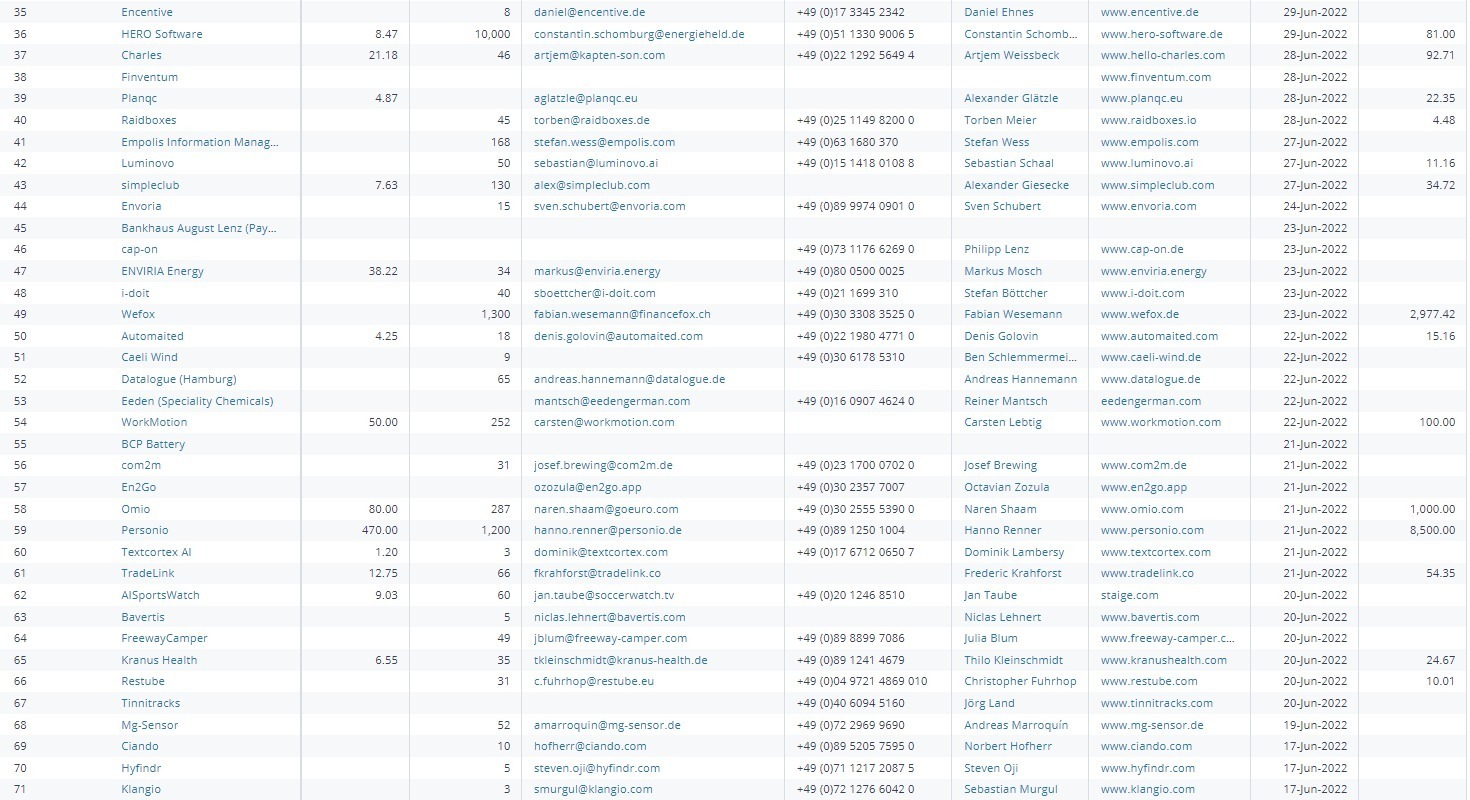 35 Encentive 8 daniel@encentive.de +49 (0)17 3345 2342 Daniel Ehnes www.encentive.de 29-Jun-2022
36 HERO Software 8.47 10,000 constantin.schomburg@energieheld.de +49 (0)51 1330 9006 5 Constantin Schomb... www.hero-software.de 29-Jun-2022 81.00
37 Charles 21.18 46 artjem@kapten-son.com +49 (0)22 1292 5649 4 Artjem Weissbeck www.hello-charles.com 28-Jun-2022 92.71
38 Finventum www.finventum.com 28-Jun-2022
39 Planqc 4.87 aglatzle@planqc.eu Alexander Glätzle www.planqc.eu 28-Jun-2022 22.35
40 Raidboxes 45 torben@raidboxes.de +49 (0)25 1149 8200 0 Torben Meier www.raidboxes.io 28-Jun-2022 4.48
41 Empolis Information Manag... 168 stefan.wess@empolis.com +49 (0)63 1680 370 Stefan Wess www.empolis.com 27-Jun-2022
42 Luminovo 50 sebastian@luminovo.ai +49 (0)15 1418 0108 8 Sebastian Schaal www.luminovo.ai 27-Jun-2022 11.16
43 simpleclub 7.63 130 alex@simpleclub.com Alexander Giesecke www.simpleclub.com 27-Jun-2022 34.72
44 Envoria 15 sven.schubert@envoria.com +49 (0)89 9974 0901 0 Sven Schubert www.envoria.com 24-Jun-2022
45 Bankhaus August Lenz (Pay... 23-Jun-2022
46 cap-on +49 (0)73 1176 6269 0 Philipp Lenz www.cap-on.de 23-Jun-2022
47 ENVIRIA Energy 38.22 34 markus@enviria.energy +49 (0)80 0500 0025 Markus Mosch www.enviria.energy 23-Jun-2022
48 i-doit 40 sboettcher@i-doit.com +49 (0)21 1699 310 Stefan Böttcher www.i-doit.com 23-Jun-2022
49 Wefox 1,300 fabian.wesemann@financefox.ch +49 (0)30 3308 3525 0 Fabian Wesemann www.wefox.de 23-Jun-2022 2,977.42
50 Automaited 4.25 18 denis.golovin@automaited.com +49 (0)22 1980 4771 0 Denis Golovin www.automaited.com 22-Jun-2022 15.16
51 Caeli Wind 9 +49 (0)30 6178 5310 Ben Schlemmermei... www.caeli-wind.de 22-Jun-2022
52 Datalogue (Hamburg) 65 andreas.hannemann@datalogue.de Andreas Hannemann www.datalogue.de 22-Jun-2022
53 Eeden (Speciality Chemicals) mantsch@eedengerman.com +49 (0)16 0907 4624 0 Reiner Mantsch eedengerman.com 22-Jun-2022
54 WorkMotion 50.00 252 carsten@workmotion.com Carsten Lebtig www.workmotion.com 22-Jun-2022 100.00
55 BCP Battery 21-Jun-2022
56 com2m 31 josef.brewing@com2m.de +49 (0)23 1700 0702 0 Josef Brewing www.com2m.de 21-Jun-2022
57 En2Go ozozula@en2go.app +49 (0)30 2357 7007 Octavian Zozula www.en2go.app 21-Jun-2022
58 Omio 80.00 287 naren.shaam@goeuro.com +49 (0)30 2555 5390 0 Naren Shaam www.omio.com 21-Jun-2022 1,000.00
59 Personio 470.00 1,200 hanno.renner@personio.de +49 (0)89 1250 1004 Hanno Renner www.personio.com 21-Jun-2022 8,500.00
60 Textcortex AI 1.20 3 dominik@textcortex.com +49 (0)17 6712 0650 7 Dominik Lambersy www.textcortex.com 21-Jun-2022
61 TradeLink 12.75 66 fkrahforst@tradelink.co Frederic Krahforst www.tradelink.co 21-Jun-2022 54.35
62 AISportsWatch 9.03 60 jan.taube@soccerwatch.tv +49 (0)20 1246 8510 Jan Taube staige.com 20-Jun-2022
63 Bavertis 5 niclas.lehnert@bavertis.com Niclas Lehnert www.bavertis.com 20-Jun-2022
64 FreewayCamper 49 jblum@freeway-camper.com +49 (0)89 8899 7086 Julia Blum www.freeway-camper.c... 20-Jun-2022
65 Kranus Health 6.55 35 tkleinschmidt@kranus-health.de +49 (0)89 1241 4679 Thilo Kleinschmidt www.kranushealth.com 20-Jun-2022 24.67
66 Restube 31 c.fuhrhop@restube.eu +49 (0)04 9721 4869 010 Christopher Fuhrhop www.restube.com 20-Jun-2022 10.01
67 Tinnitracks +49 (0)40 6094 5160 Jörg Land www.tinnitracks.com 20-Jun-2022
68 Mg-Sensor 52 amarroquin@mg-sensor.de +49 (0)72 2969 9690 Andreas Marroquín www.mg-sensor.de 19-Jun-2022
69 Ciando 10 hofherr@ciando.com +49 (0)89 5205 7595 0 Norbert Hofherr www.ciando.com 17-Jun-2022
70 Hyfindr 5 steven.oji@hyfindr.com +49 (0)71 1217 2087 5 Steven Oji www.hyfindr.com 17-Jun-2022
71 Klangio 3 smurgul@klangio.com +49 (0)72 1276 6042 0 Sebastian Murgul www.klangio.com 17-Jun-2022